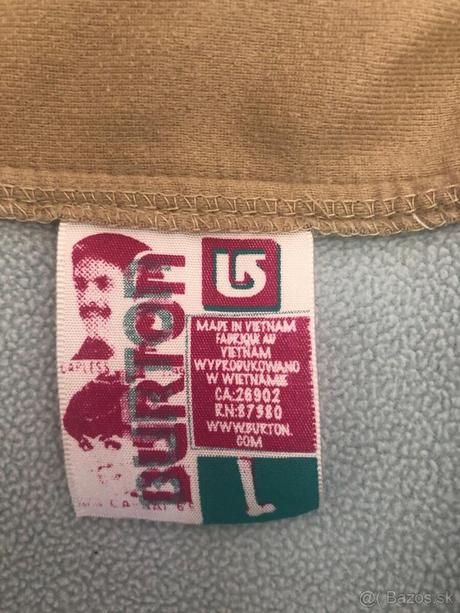 BURTON
MADE IN VIETNAM
FABRIQUE AU
VIETNAM
WYPRODUKOWANO
W WIETNAMIE
CA:26902
RN:87380
WWW.BURTON.
COM
Bazos.sk